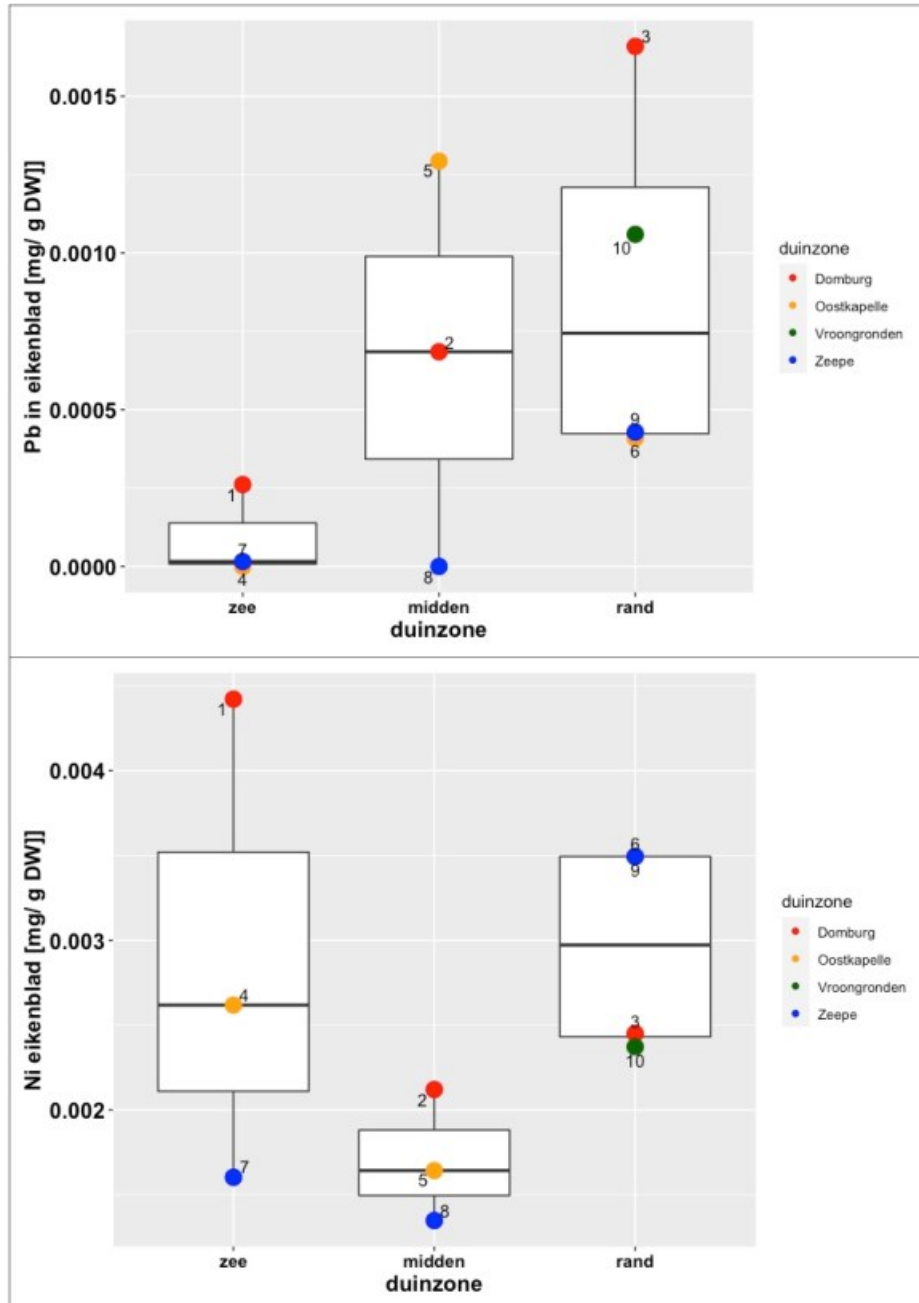 Pb in eikenblad [mg/ g DW]]
0.0015
0.0010
0.0005
0.0000
3
5
10
2
9
6
1
7
4
8
zee
midden
rand
duinzone
duinzone
Domburg
Oostkapelle
Vroongronden
Zeepe
Ni eikenblad [mg/ g DW]]
0.004
0.003
0.002
1
6
9
4
3
10
2
7
5
8
zee
midden
rand
duinzone
duinzone
Domburg
Oostkapelle
Vroongronden
Zeepe